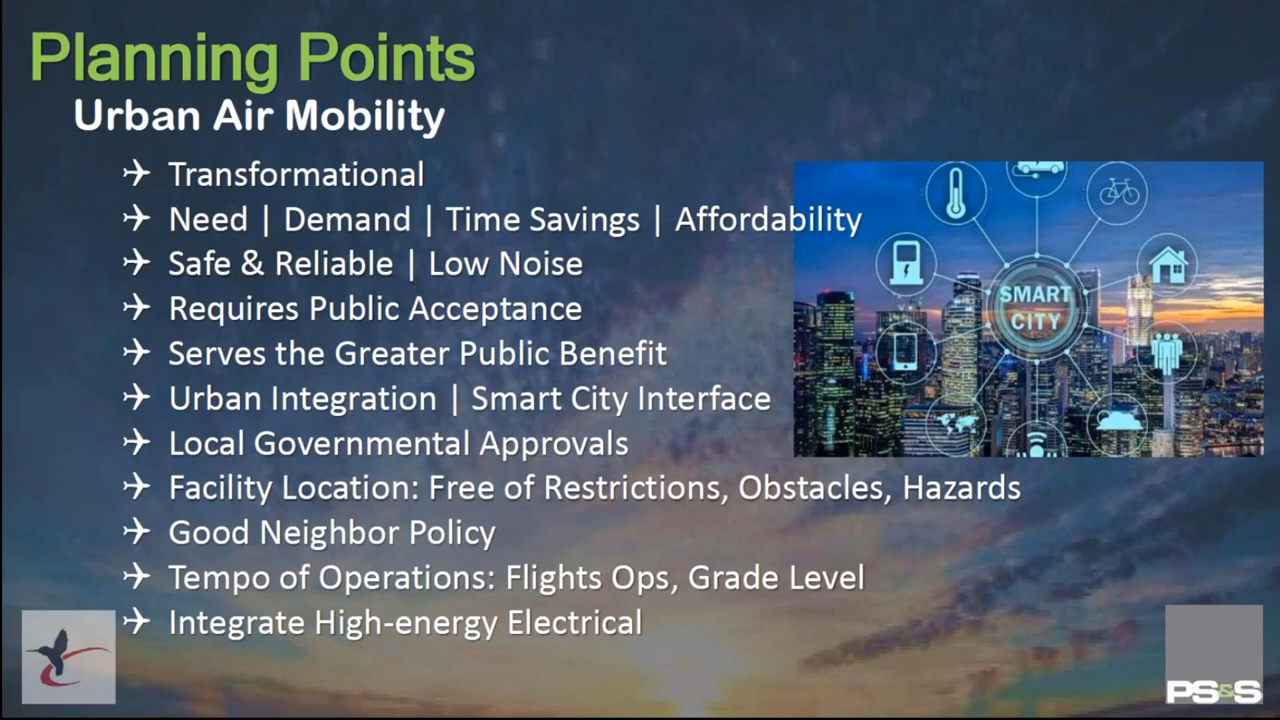 Planning Points
Urban Air Mobility
Transformational
Need | Demand | Time Savings | Affordability
Safe & Reliable | Low Noise
Requires Public Acceptance
Serves the Greater Public Benefit
Urban Integration | Smart City Interface
Local Governmental Approvals
Facility Location: Free of Restrictions, Obstacles, Hazards
Good Neighbor Policy
Tempo of Operations: Flights Ops, Grade Level
Integrate High-energy Electrical
SMART
CITY
PS&S